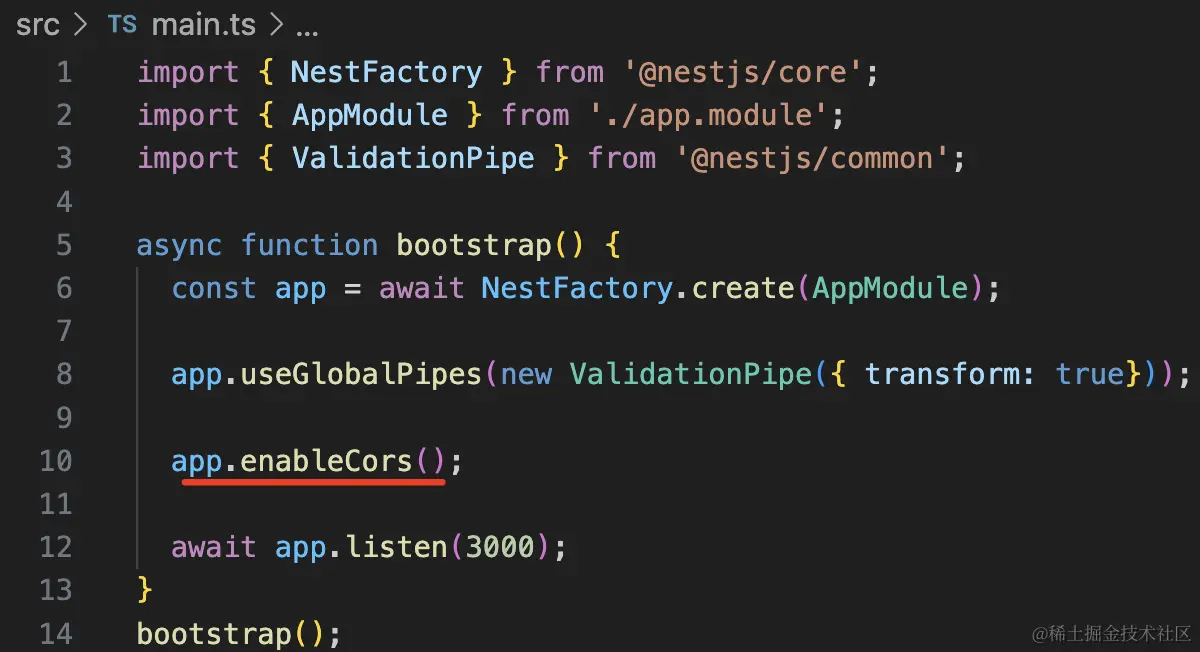 src > TS main.ts > ...
1 import { NestFactory } from '@nestjs/core';
2 import { AppModule } from './app.module';
3 import { ValidationPipe } from '@nestjs/common';
4
5 async function bootstrap() {
6   const app = await NestFactory.create(AppModule);
7
8   app.useGlobalPipes(new ValidationPipe({ transform: true}));
9
10   app.enableCors();
11
12   await app.listen(3000);
13 }
14 bootstrap();
@稀土掘金技术社区